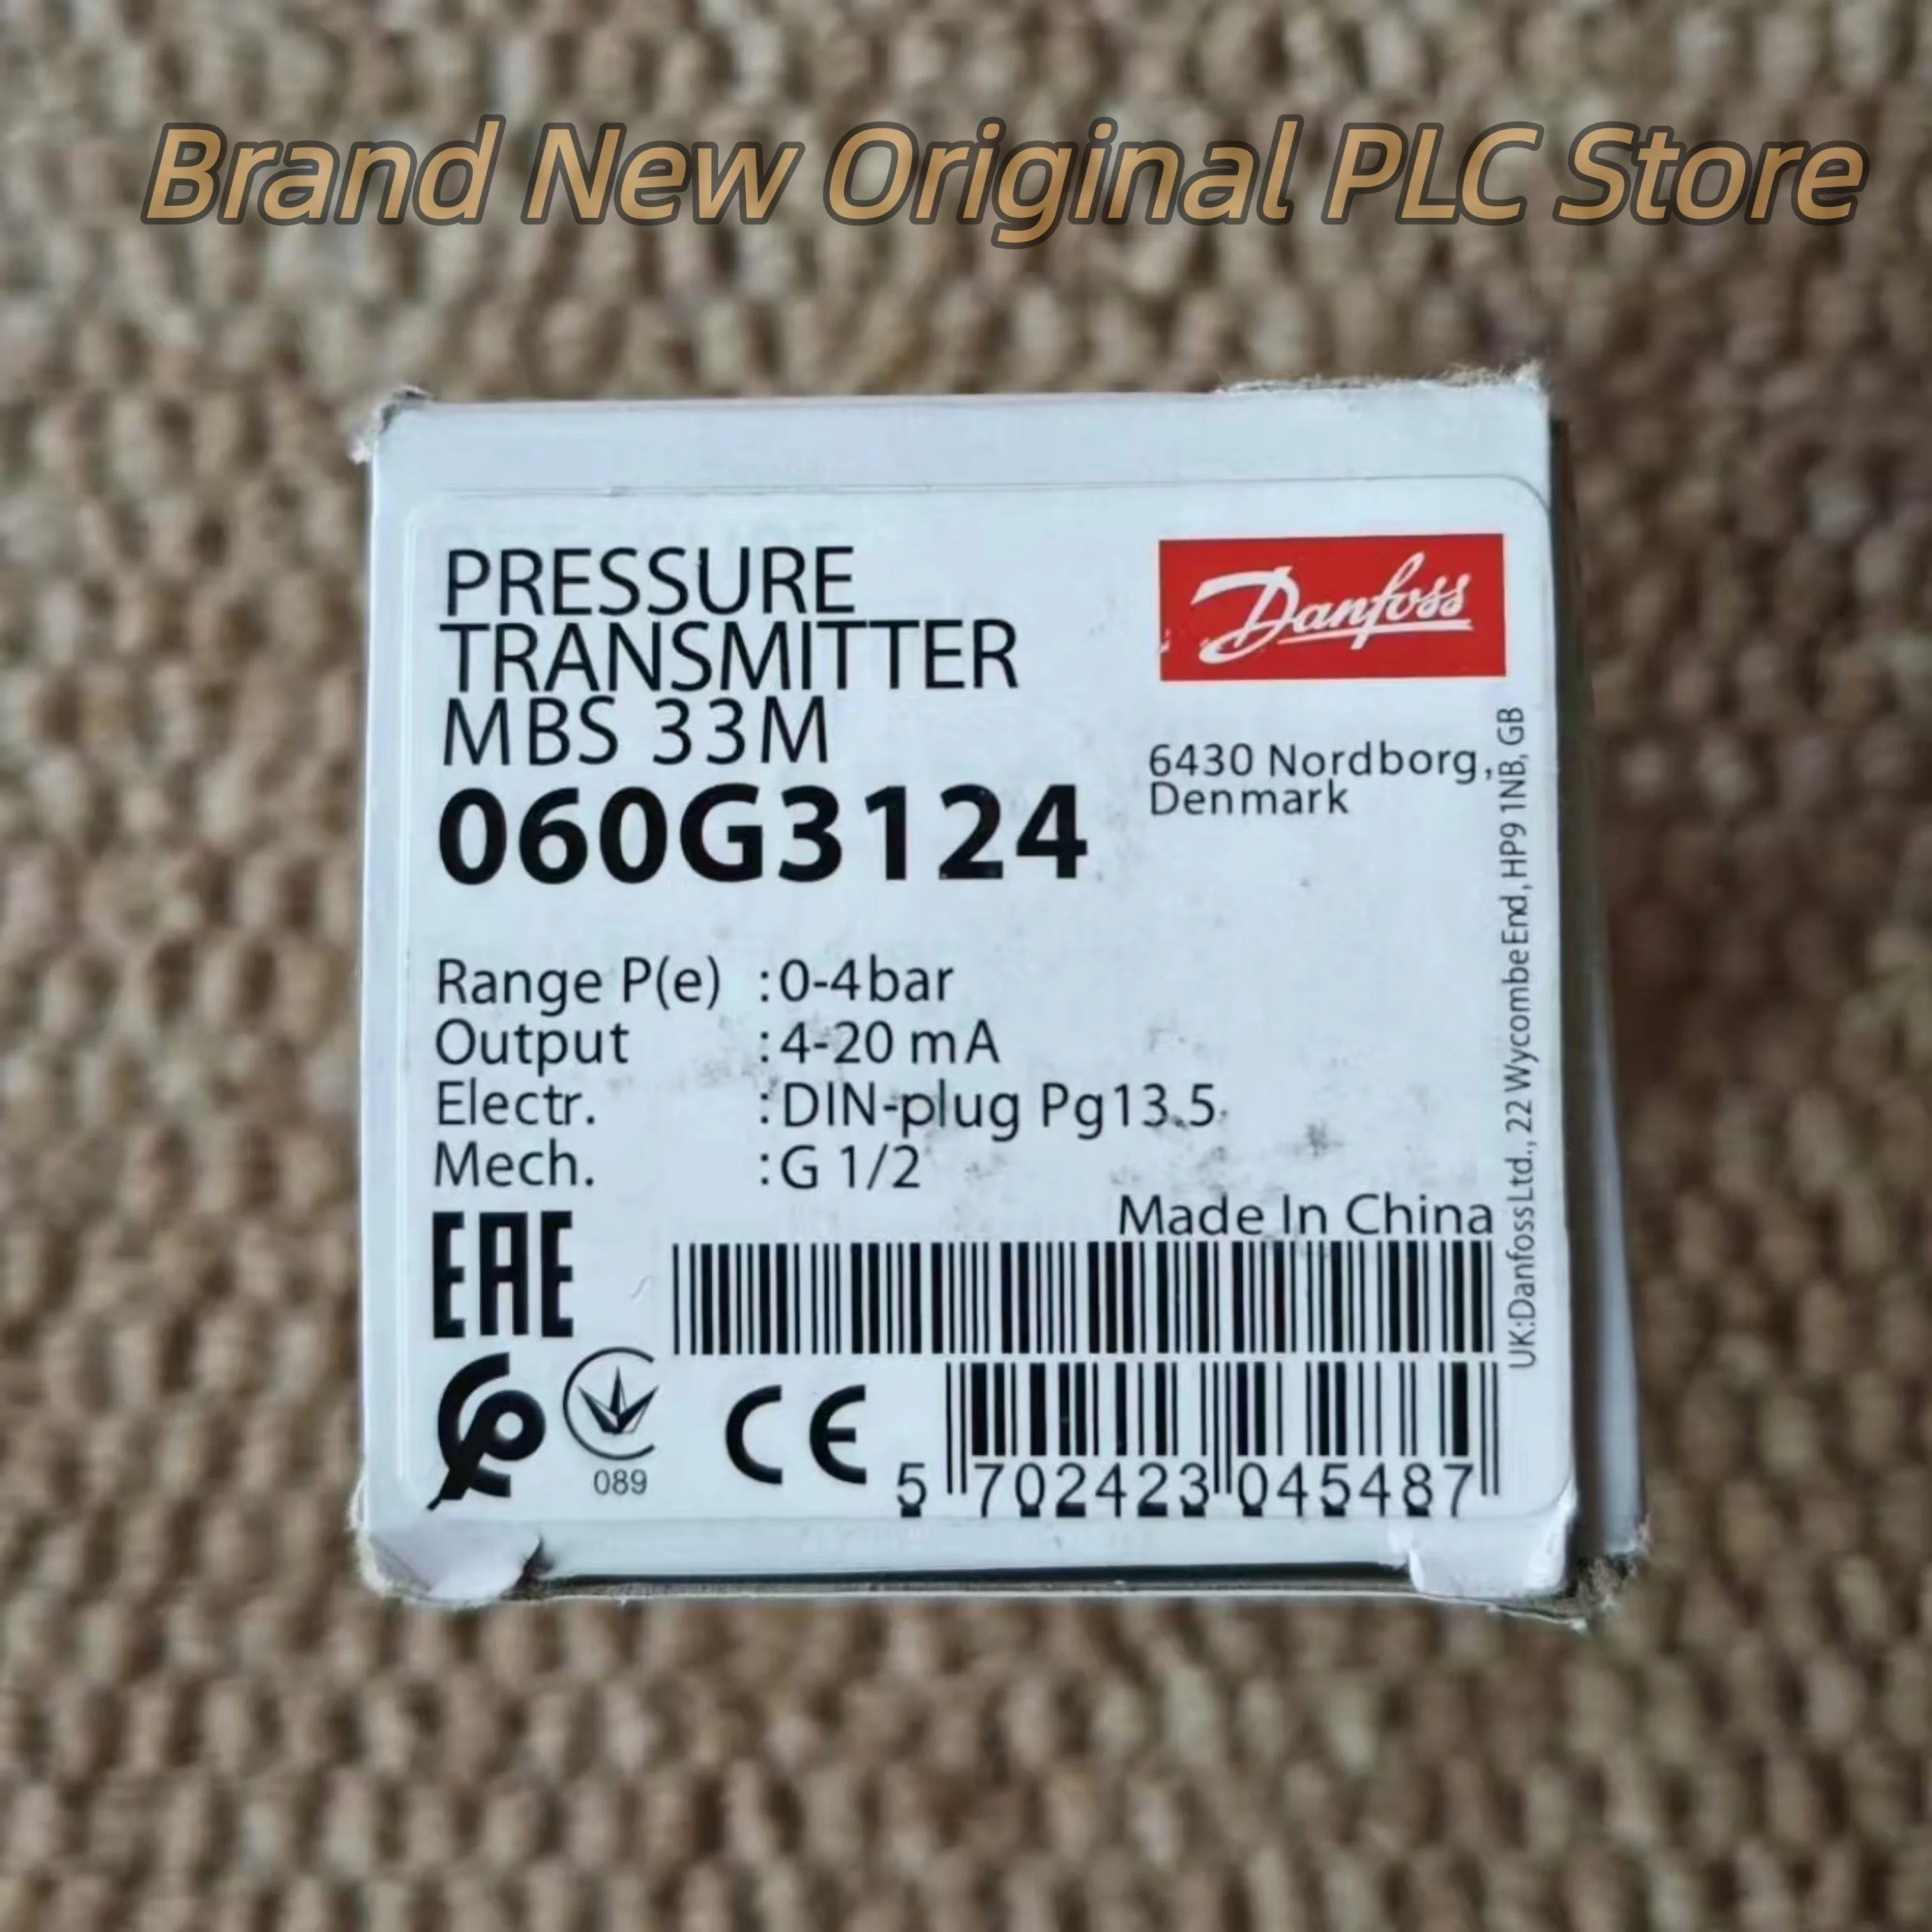 Brand New Original PLC Store
PRESSURE
TRANSMITTER
MBS 33M
060G3124
Danfoss
6430 Nordborg,
Denmark
Range P(e) :0-4bar
Output :4-20 mA
Electr. :DIN-plug Pg13.5
Mech. :G 1/2
Made In China
EAC
089
CE
5 702423 045487
UK:Danfoss Ltd., 22 Wycombe End, HP9 1NB, GB